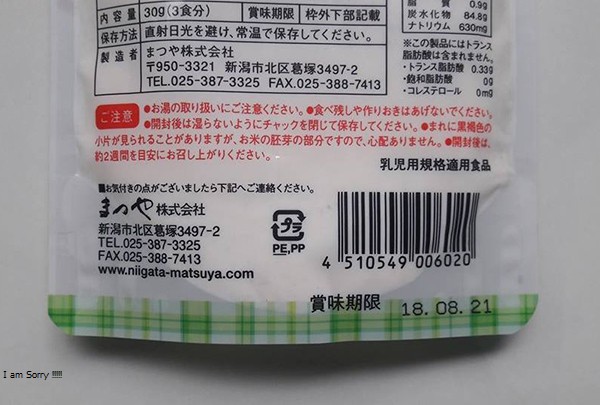 内容量 30g(3食分) 賞味期限 枠外下部記載
保存方法 直射日光を避け、常温で保存してください。
製造者 まつや株式会社
〒950-3321 新潟市北区葛塚3497-2
TEL.025-387-3325 FAX.025-388-7413
脂質 0.9g
炭水化物 84.8g
ナトリウム 630mg
※この製品にはトランス
脂肪酸は含まれません。
・トランス脂肪酸 0.33g
・飽和脂肪酸 0g
・コレステロール 0mg
ご注意 ●お湯の取り扱いにご注意ください。●食べ残しや作りおきはあげないでください。
●開封後は湿らないようにチャックを閉じて保存してください。●まれに黒褐色の
小片が見られることがありますが、お米の胚芽の部分ですので、心配ありません。●開封後は、
約2週間を目安にお召し上がりください。
乳児用規格適用食品
■お気付きの点がございましたら下記へご連絡ください。
まつや株式会社
新潟市北区葛塚3497-2
TEL.025-387-3325
FAX.025-388-7413
www.niigata-matsuya.com
プラ
PE,PP
4 510549 006020
賞味期限 18.08.21
I am Sorry !!!!!